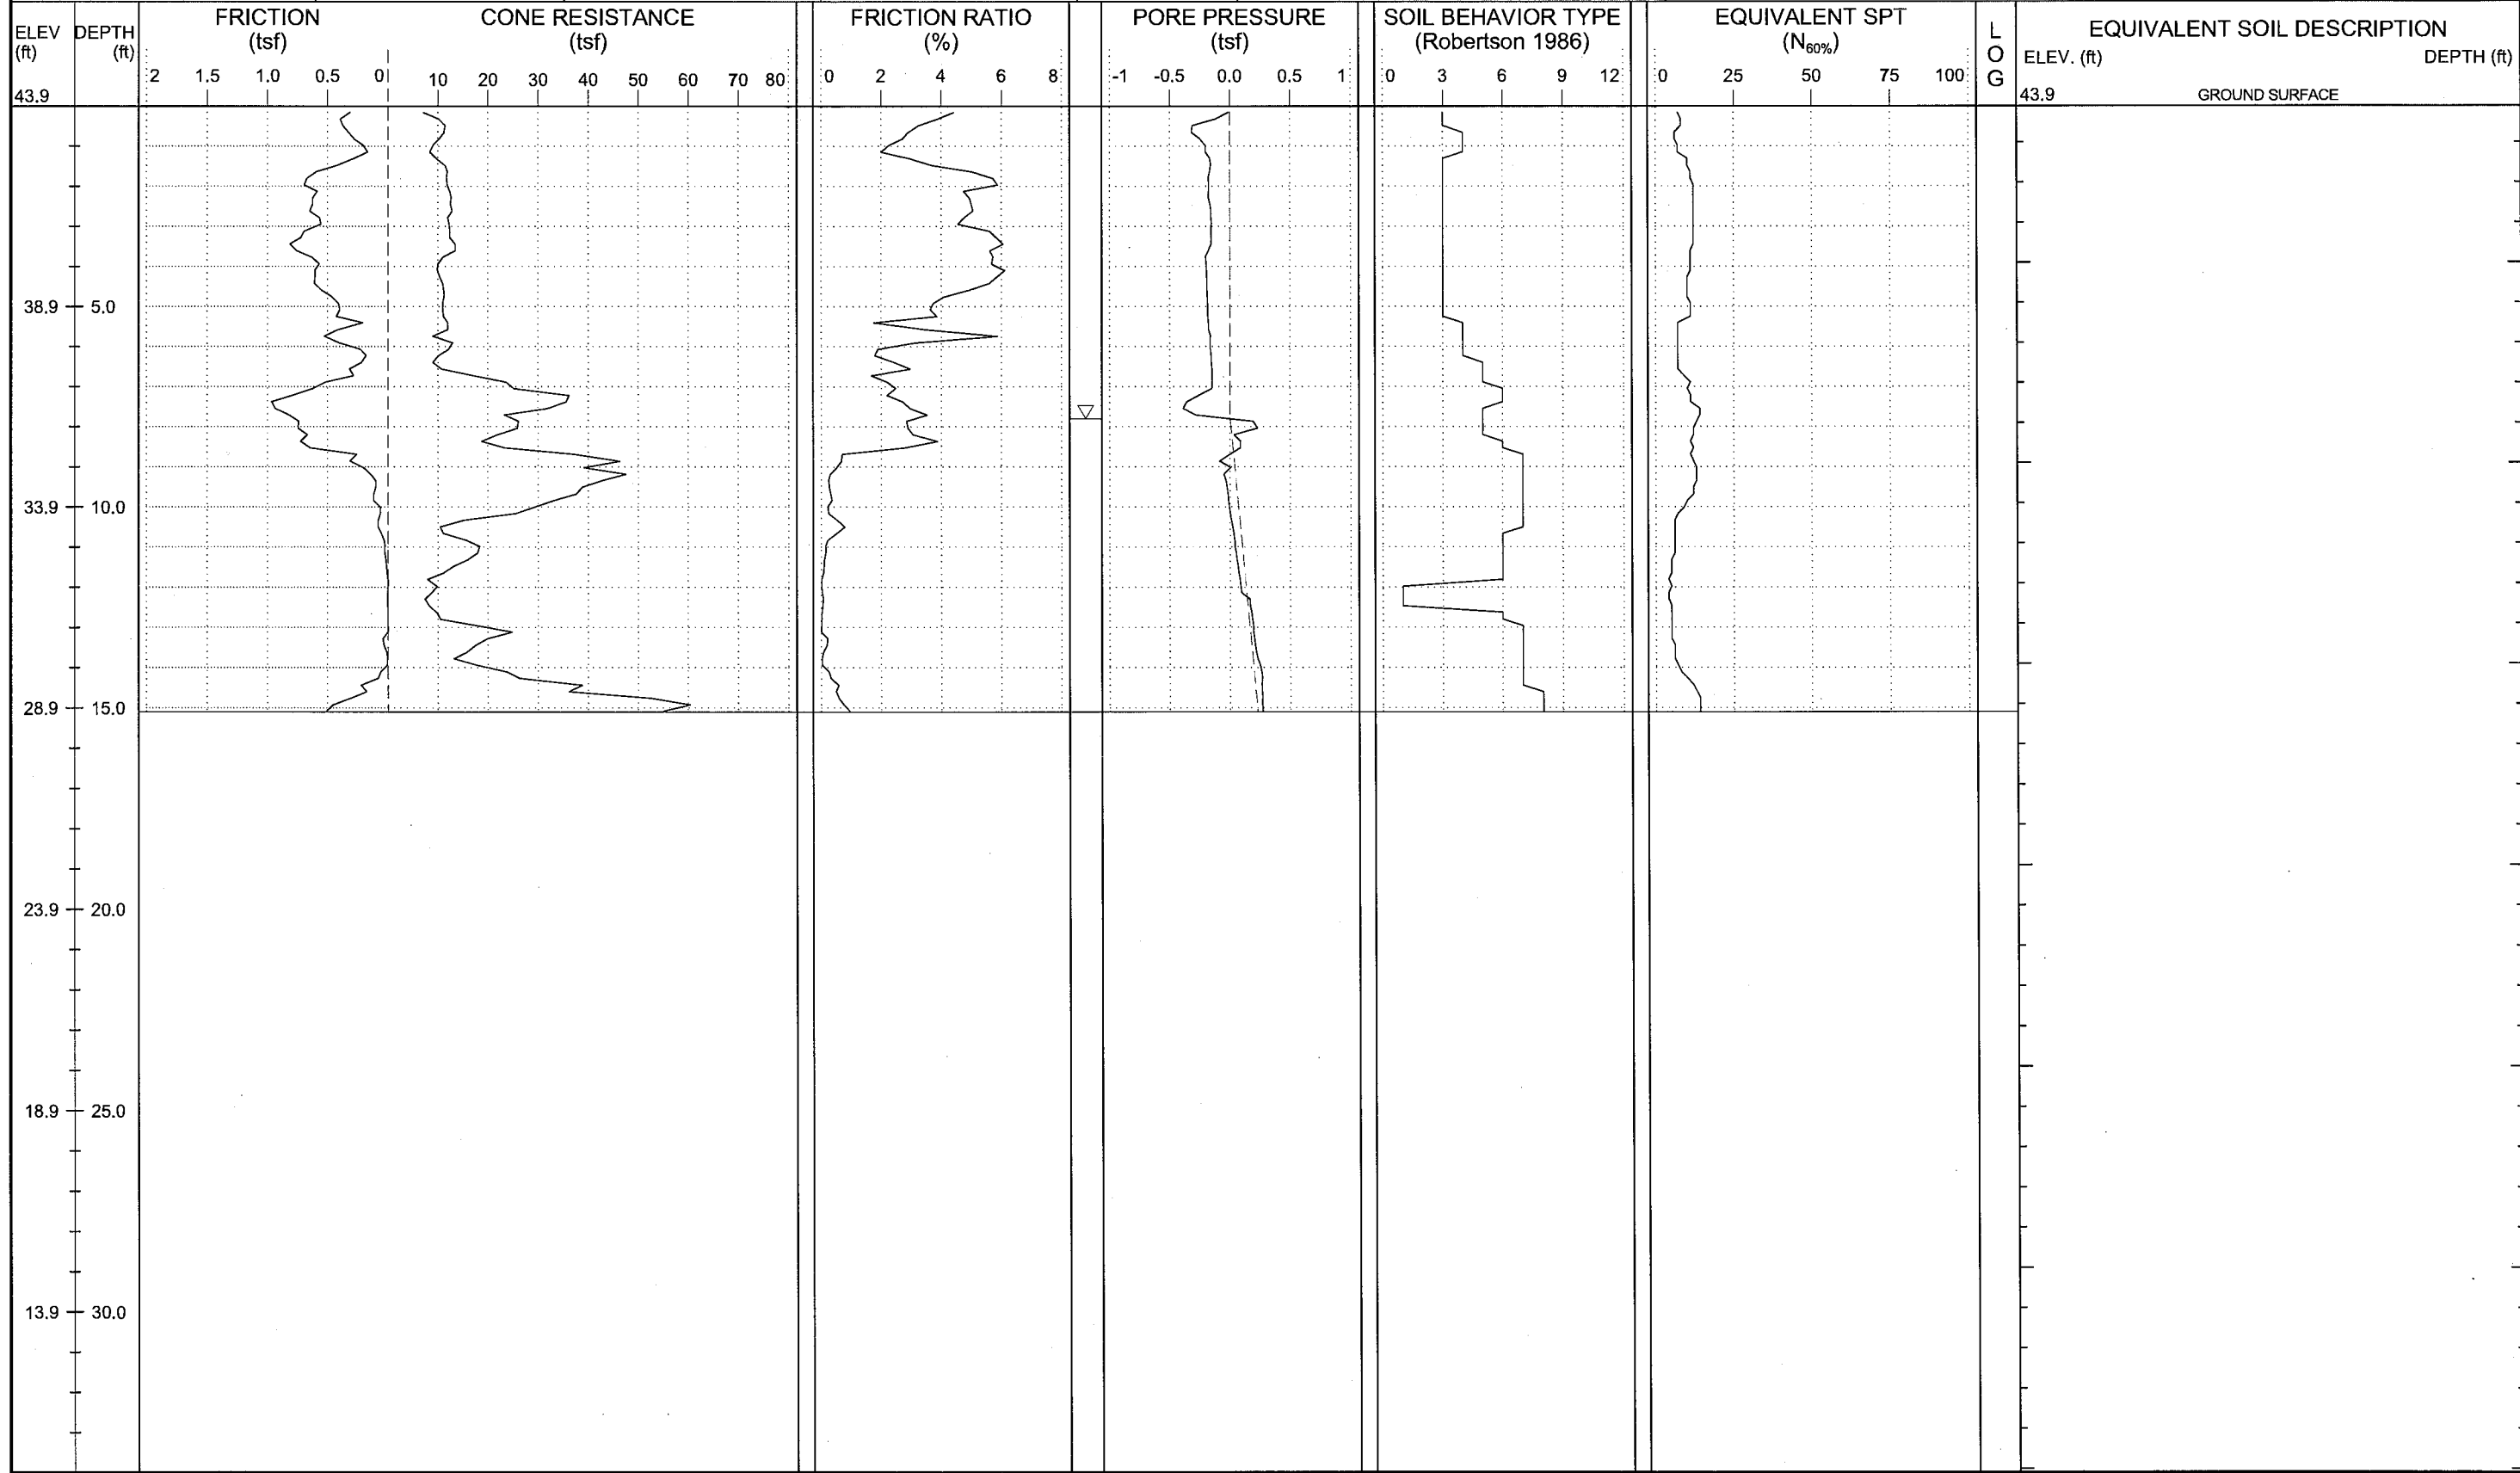 ELEV
(ft)
DEPTH
(ft)
FRICTION
(tsf)
CONE RESISTANCE
(tsf)
FRICTION RATIO
(%)
PORE PRESSURE
(tsf)
SOIL BEHAVIOR TYPE
(Robertson 1986)
EQUIVALENT SPT
(N60%)
L
O
G
EQUIVALENT SOIL DESCRIPTION
ELEV. (ft) DEPTH (ft)
2 1.5 1.0 0.5 0 10 20 30 40 50 60 70 80
0 2 4 6 8
-1 -0.5 0.0 0.5 1
0 3 6 9 12
0 25 50 75 100
43.9
43.9 GROUND SURFACE
38.9 5.0
33.9 10.0
28.9 15.0
23.9 20.0
18.9 25.0
13.9 30.0